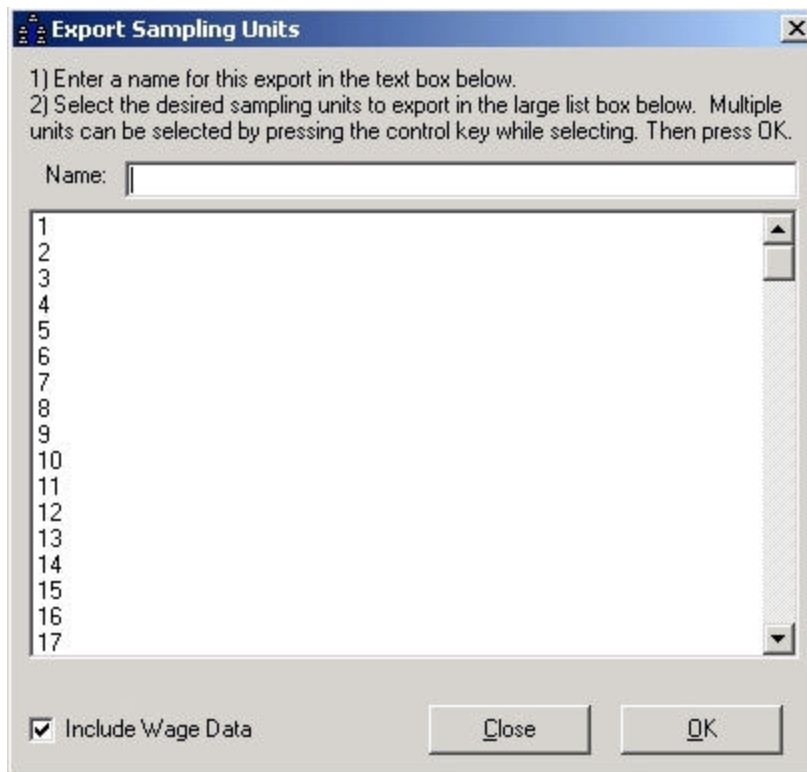 Export Sampling Units
1) Enter a name for this export in the text box below.
2) Select the desired sampling units to export in the large list box below.  Multiple
units can be selected by pressing the control key while selecting. Then press OK.
Name:
1
2
3
4
5
6
7
8
9
10
11
12
13
14
15
16
17
Include Wage Data
Close
OK